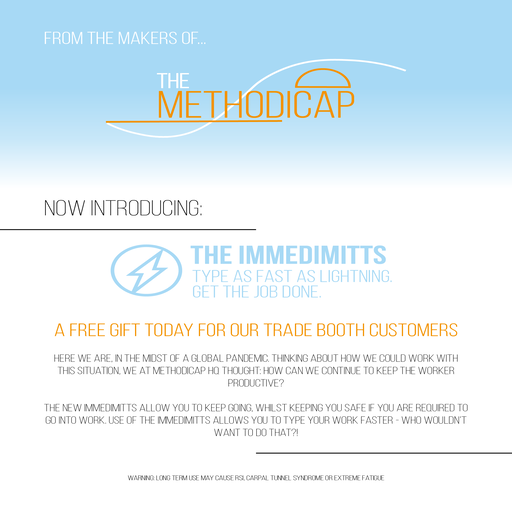 FROM THE MAKERS OF...
THE
METHODICAP
NOW INTRODUCING:
THE IMMEDIMITTS
TYPE AS FAST AS LIGHTNING.
GET THE JOB DONE.
A FREE GIFT TODAY FOR OUR TRADE BOOTH CUSTOMERS
HERE WE ARE, IN THE MIDST OF A GLOBAL PANDEMIC. THINKING ABOUT HOW WE COULD WORK WITH
THIS SITUATION, WE AT METHODICAP HQ THOUGHT: HOW CAN WE CONTINUE TO KEEP THE WORKER
PRODUCTIVE?
THE NEW IMMEDIMITTS ALLOW YOU TO KEEP GOING, WHILST KEEPING YOU SAFE IF YOU ARE REQUIRED TO
GO INTO WORK. USE OF THE IMMEDIMITTS ALLOWS YOU TO TYPE YOUR WORK FASTER - WHO WOULDN'T
WANT TO DO THAT?!
WARNING: LONG TERM USE MAY CAUSE RSI, CARPAL TUNNEL SYNDROME OR EXTREME FATIGUE